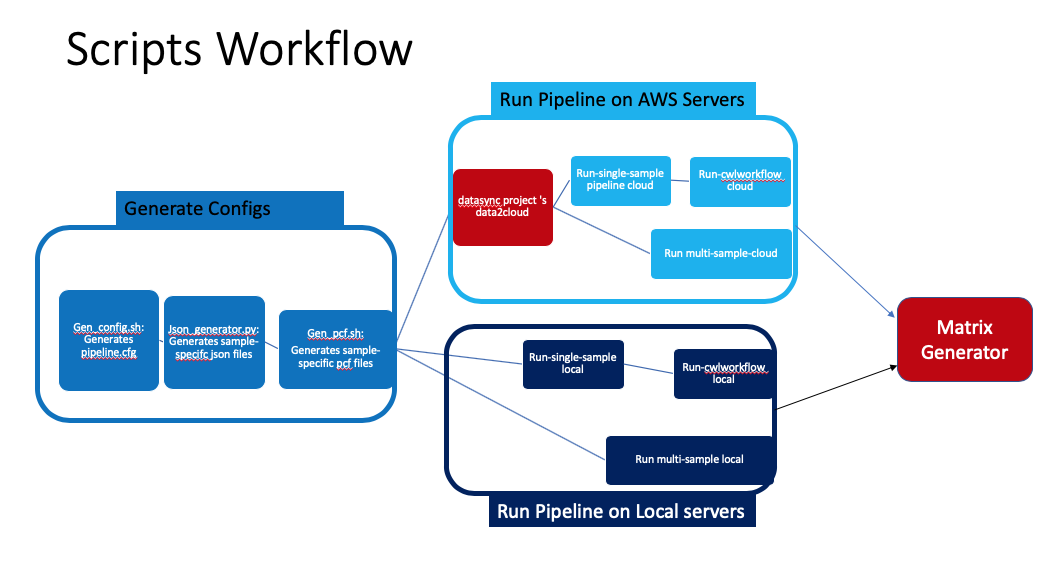 Scripts Workflow
Run Pipeline on AWS Servers
Run-single-sample
pipeline cloud
Run-cwlworkflow
cloud
datasync project 's
data2cloud
Run multi-sample-cloud
Generate Configs
Gen_config.sh:
Generates
pipeline.cfg
Json_generator.py:
Generates sample-
specifc json files
Gen_pcf.sh:
Generates sample-
specific pcf files
Run-single-sample
local
Run-cwlworkflow
local
Run multi-sample local
Run Pipeline on Local servers
Matrix
Generator